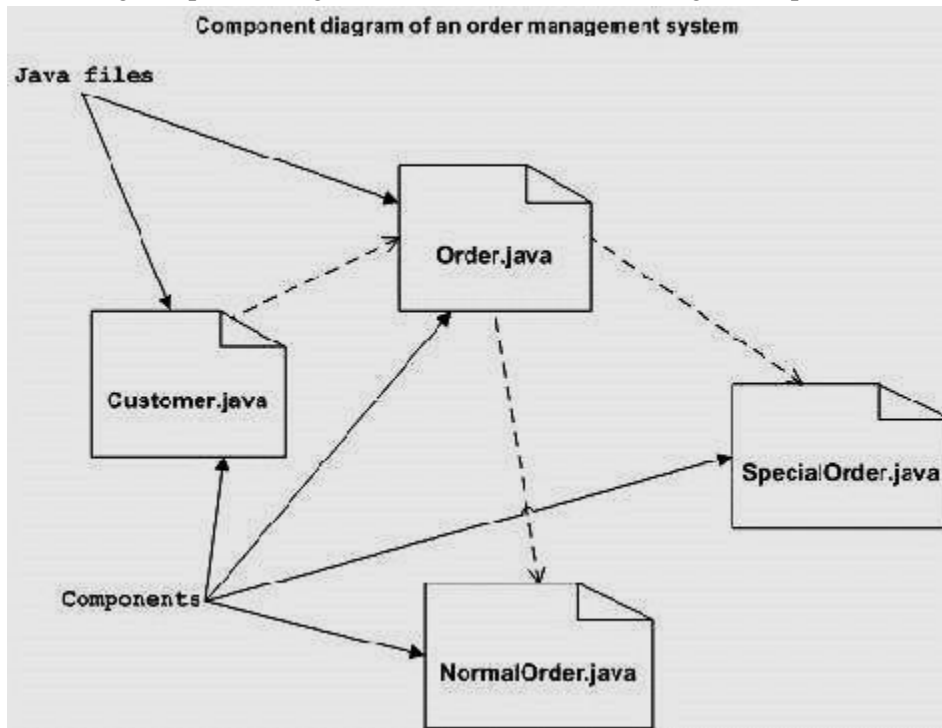 Component diagram of an order management system
Java files
Order.java
Customer.java
SpecialOrder.java
Components
NormalOrder.java